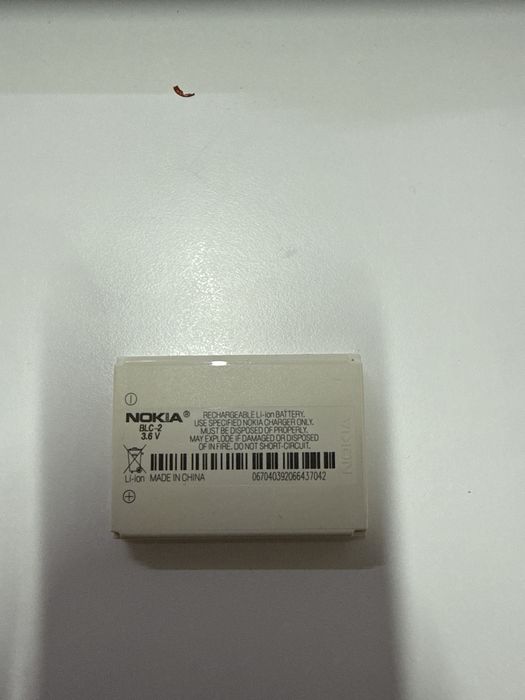 NOKIA®
BLC-2
3.6 V
RECHARGEABLE Li-ion BATTERY.
USE SPECIFIED NOKIA CHARGER ONLY.
MUST BE DISPOSED OF PROPERLY.
MAY EXPLODE IF DAMAGED OR DISPOSED
OF IN FIRE. DO NOT SHORT-CIRCUIT.
NOKIA
Li-ion MADE IN CHINA
067040392066437042